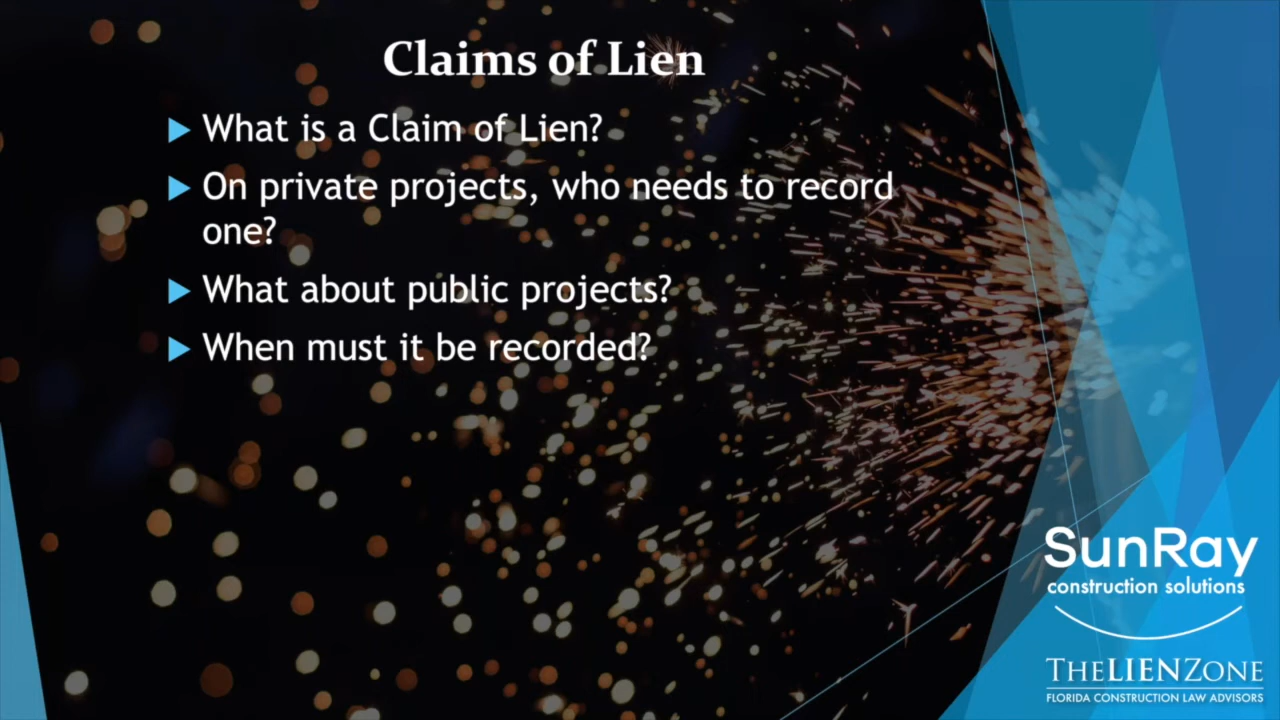 Claims of Lien
What is a Claim of Lien?
On private projects, who needs to record
one?
What about public projects?
When must it be recorded?
SunRay
construction solutions
THELIENZONE
FLORIDA CONSTRUCTION LAW ADVISORS